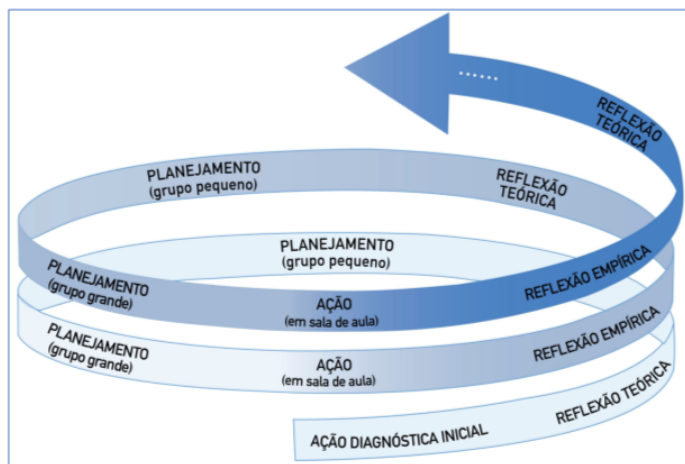 ......
REFLEXÃO
TEÓRICA
PLANEJAMENTO
(grupo pequeno)
REFLEXÃO
TEÓRICA
PLANEJAMENTO
(grupo pequeno)
PLANEJAMENTO
(grupo grande)
AÇÃO
(em sala de aula)
REFLEXÃO EMPÍRICA
PLANEJAMENTO
(grupo grande)
AÇÃO
(em sala de aula)
REFLEXÃO EMPÍRICA
AÇÃO DIAGNÓSTICA INICIAL
REFLEXÃO TEÓRICA